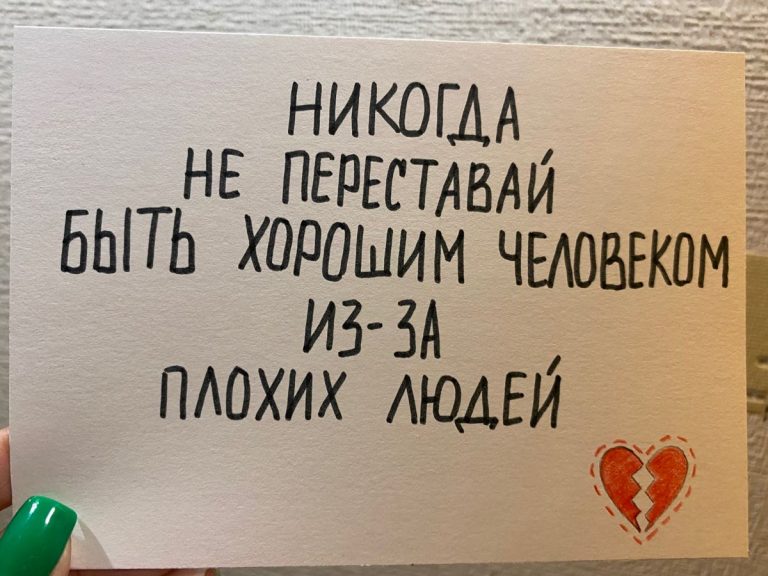 НИКОГДА
НЕ ПЕРЕСТАВАЙ
БЫТЬ ХОРОШИМ ЧЕЛОВЕКОМ
ИЗ-ЗА
ПЛОХИХ ЛЮДЕЙ